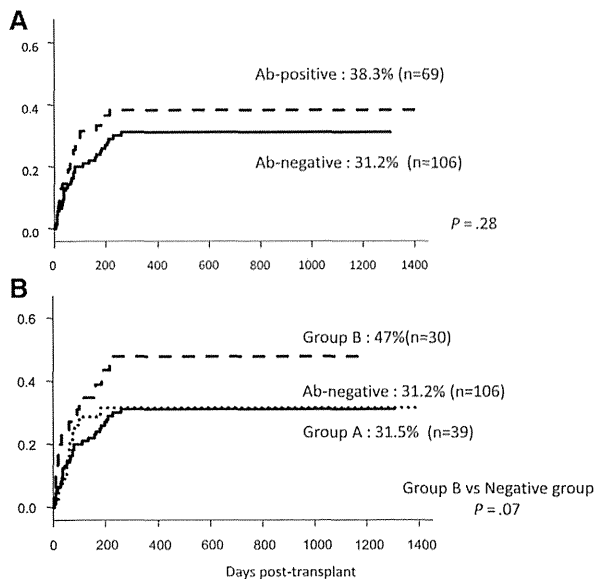 A
0.6
Ab-positive : 38.3% (n=69)
0.4
0.2
Ab-negative : 31.2% (n=106)
0.0
P = .28
0 200 400 600 800 1000 1200 1400
B
0.6
Group B : 47%(n=30)
0.4
Ab-negative : 31.2% (n=106)
Group A : 31.5% (n=39)
0.2
Group B vs Negative group
0.0
P = .07
0 200 400 600 800 1000 1200 1400
Days post-transplant